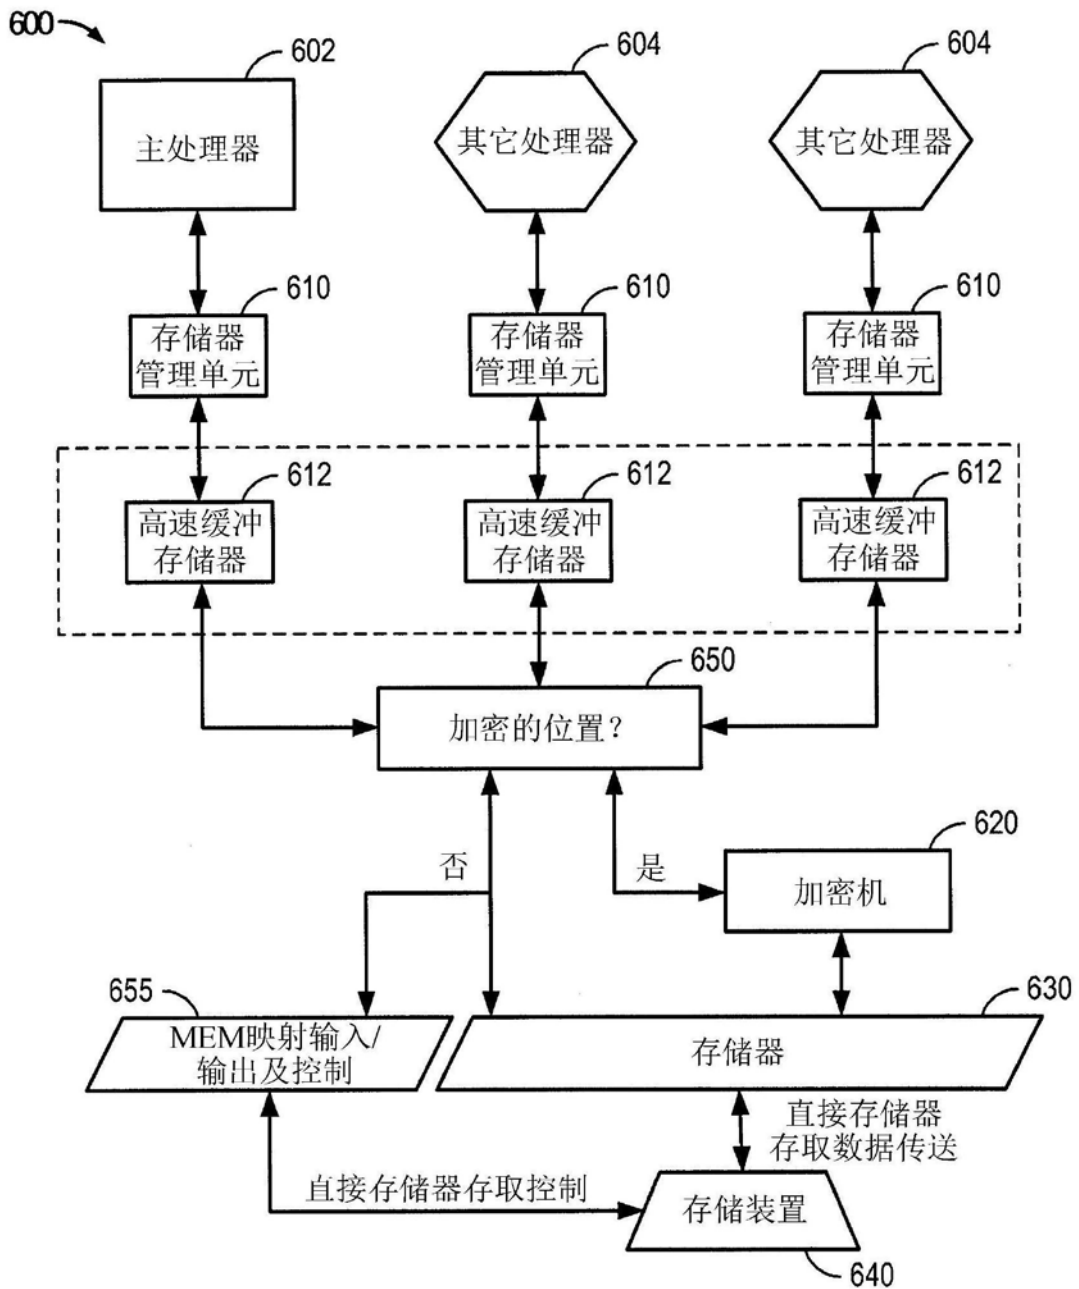 600
602
604
604
主处理器
其它处理器
其它处理器
610
610
610
存储器
管理单元
存储器
管理单元
存储器
管理单元
612
612
612
高速缓冲
存储器
高速缓冲
存储器
高速缓冲
存储器
650
加密的位置?
620
否
是
加密机
655
630
MEM映射输入/
输出及控制
存储器
直接存储器
存取数据传送
直接存储器存取控制
存储装置
640